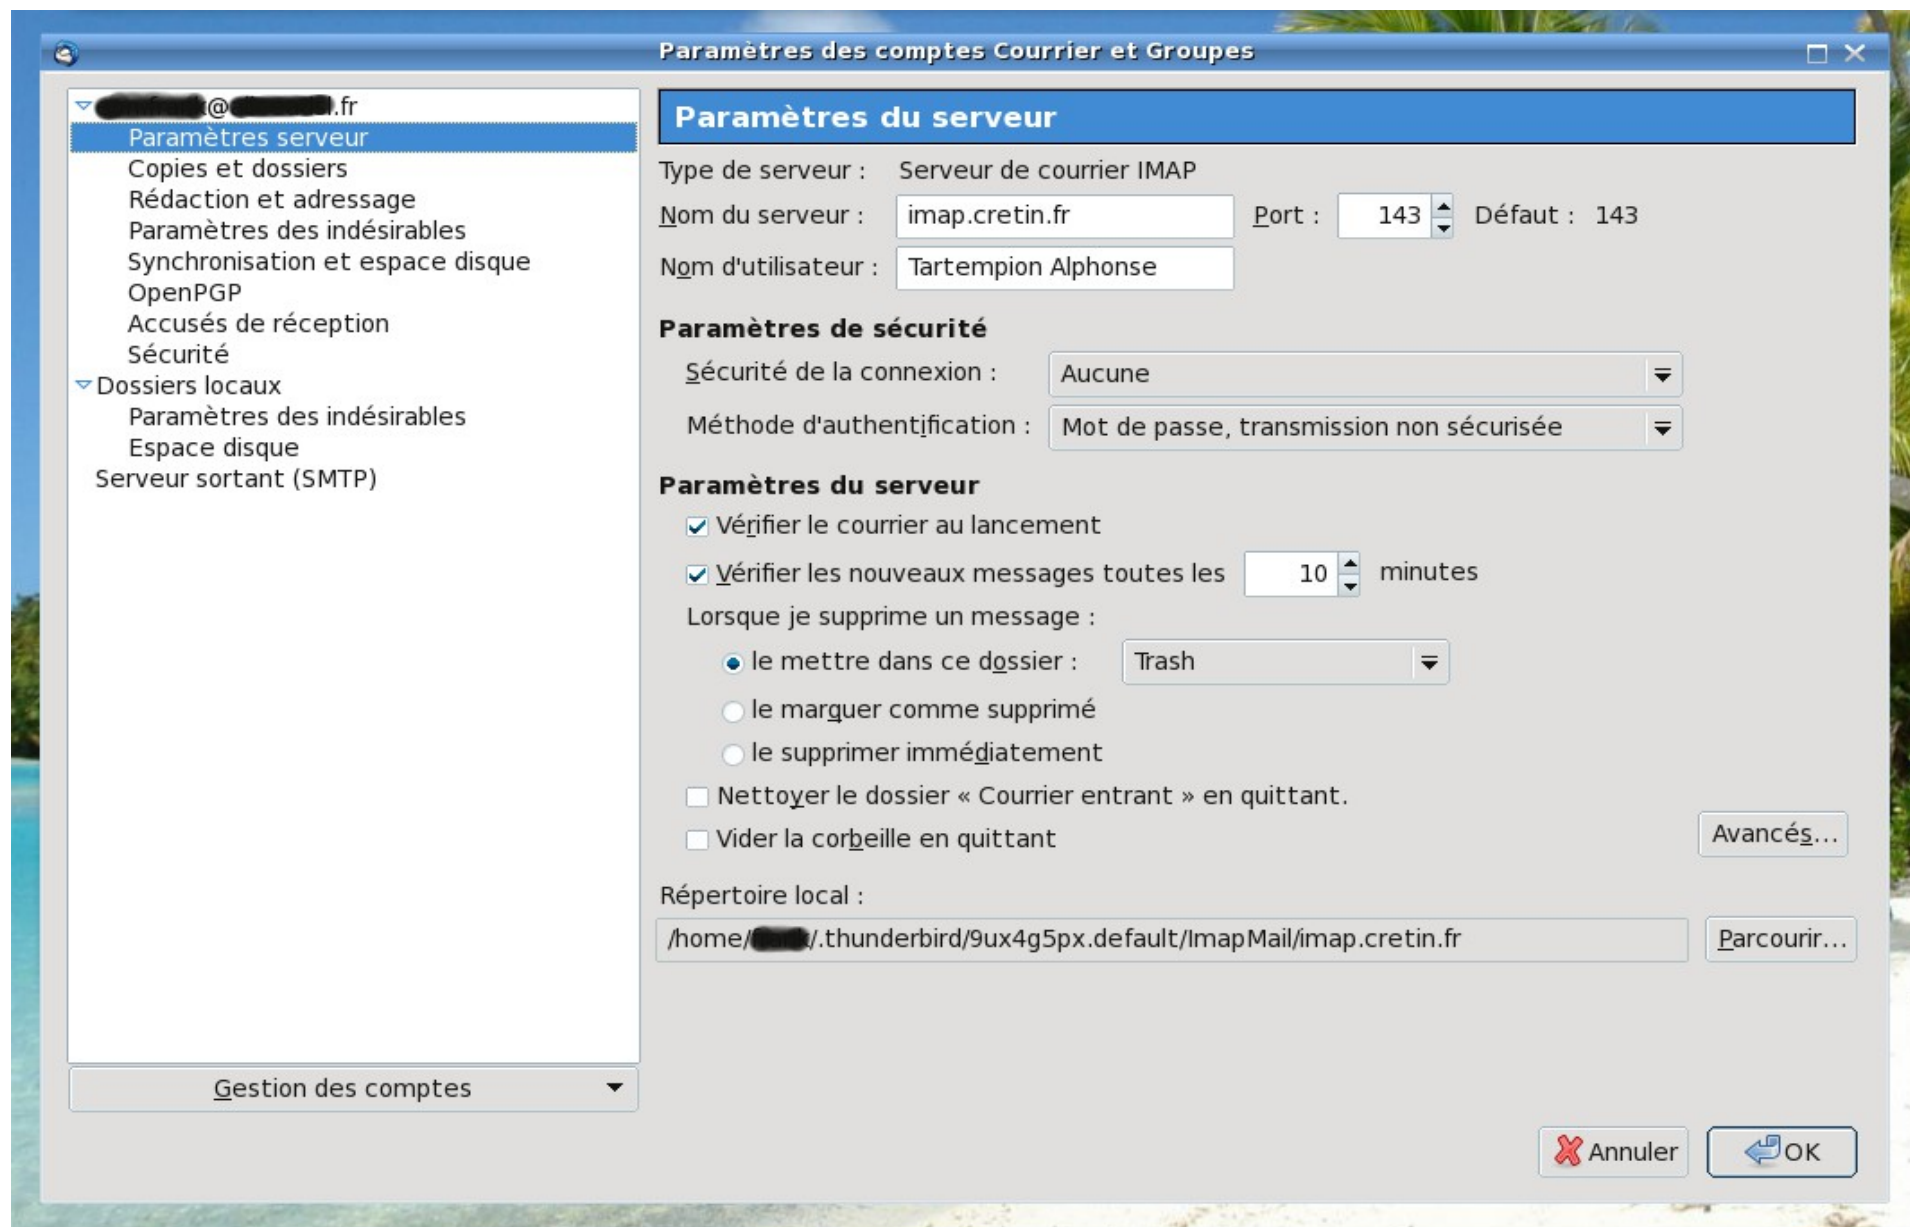 Paramètres des comptes Courrier et Groupes
@ .fr
Paramètres serveur
Copies et dossiers
Rédaction et adressage
Paramètres des indésirables
Synchronisation et espace disque
OpenPGP
Accusés de réception
Sécurité
Dossiers locaux
Paramètres des indésirables
Espace disque
Serveur sortant (SMTP)
Gestion des comptes
Paramètres du serveur
Type de serveur : Serveur de courrier IMAP
Nom du serveur : imap.cretin.fr Port : 143 Défaut : 143
Nom d'utilisateur : Tartempion Alphonse
Paramètres de sécurité
Sécurité de la connexion : Aucune
Méthode d'authentification : Mot de passe, transmission non sécurisée
Paramètres du serveur
Vérifier le courrier au lancement
Vérifier les nouveaux messages toutes les 10 minutes
Lorsque je supprime un message :
le mettre dans ce dossier : Trash
le marquer comme supprimé
le supprimer immédiatement
Nettoyer le dossier « Courrier entrant » en quittant.
Vider la corbeille en quittant
Avancés...
Répertoire local :
/home/ /.thunderbird/9ux4g5px.default/ImapMail/imap.cretin.fr Parcourir...
Annuler OK